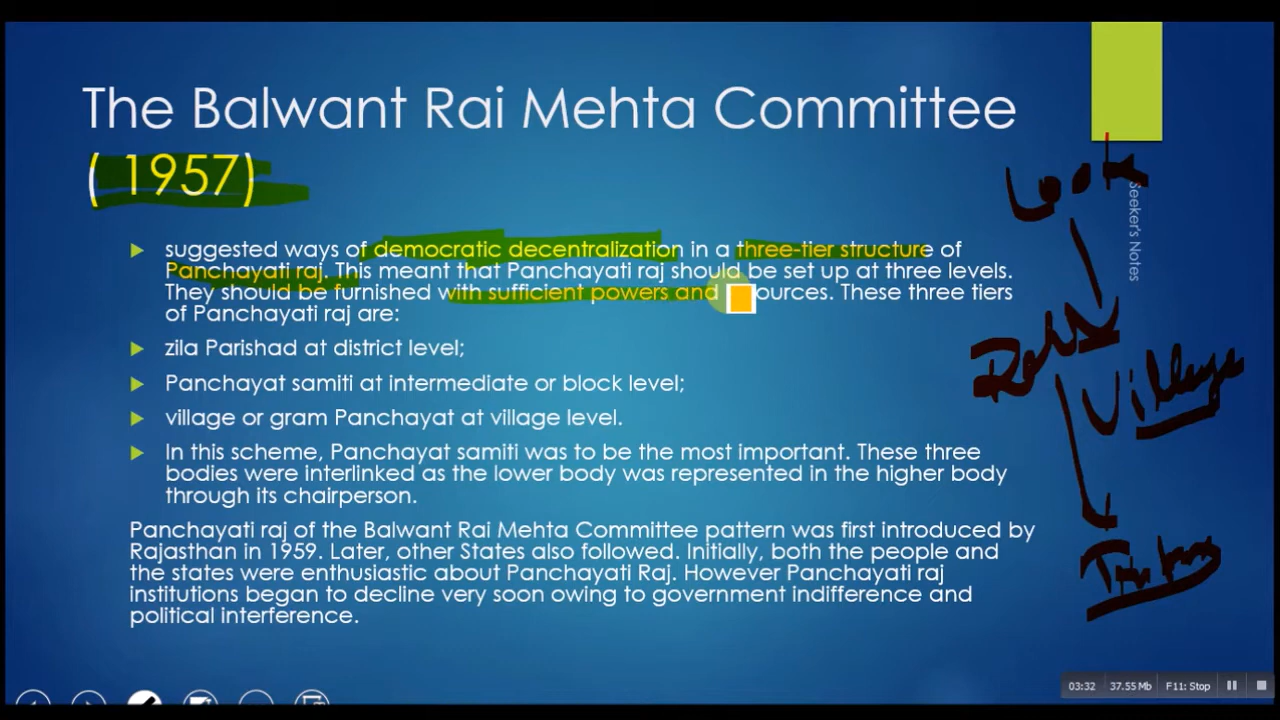 The Balwant Rai Mehta Committee
( 1957)
suggested ways of democratic decentralization in a three-tier structure of
Panchayati raj. This meant that Panchayati raj should be set up at three levels.
They should be furnished with sufficient powers and ources. These three tiers
of Panchayati raj are:
zila Parishad at district level;
Panchayat samiti at intermediate or block level;
village or gram Panchayat at village level.
In this scheme, Panchayat samiti was to be the most important. These three
bodies were interlinked as the lower body was represented in the higher body
through its chairperson.
Panchayati raj of the Balwant Rai Mehta Committee pattern was first introduced by
Rajasthan in 1959. Later, other States also followed. Initially, both the people and
the states were enthusiastic about Panchayati Raj. However Panchayati raj
institutions began to decline very soon owing to government indifference and
political interference.
Seeker's Notes
Village
03:32 37.55 Mb F11: Stop